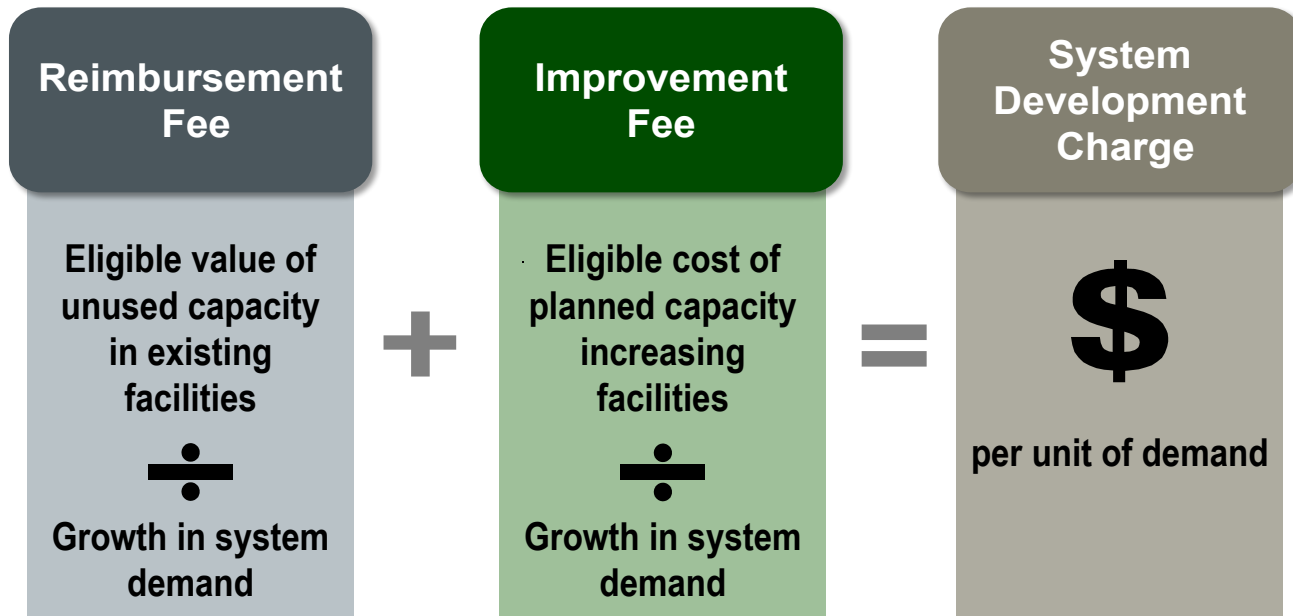 Reimbursement
Fee
Eligible value of
unused capacity
in existing
facilities
÷
Growth in system
demand
+
Improvement
Fee
Eligible cost of
planned capacity
increasing
facilities
÷
Growth in system
demand
=
System
Development
Charge
$
per unit of demand